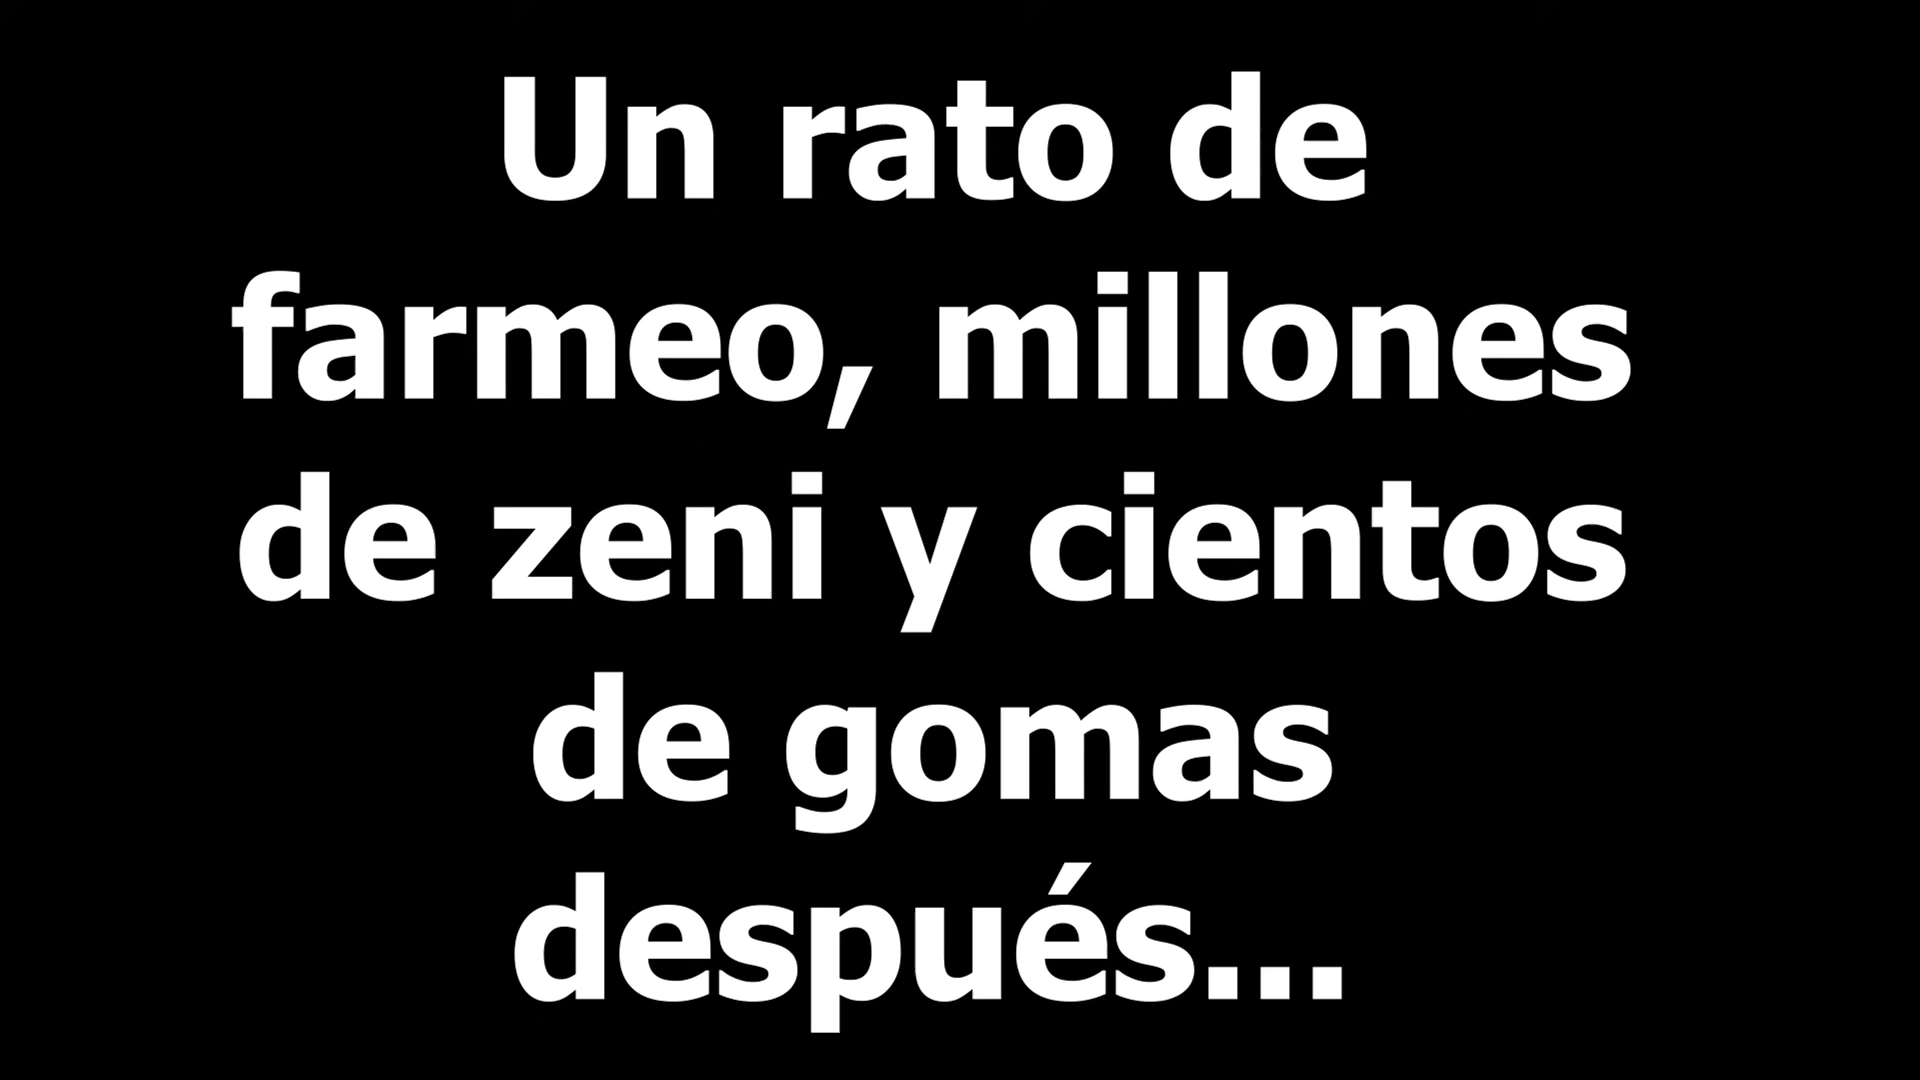 Un rato de
farmeo, millones
de zeni y cientos
de gomas
después...